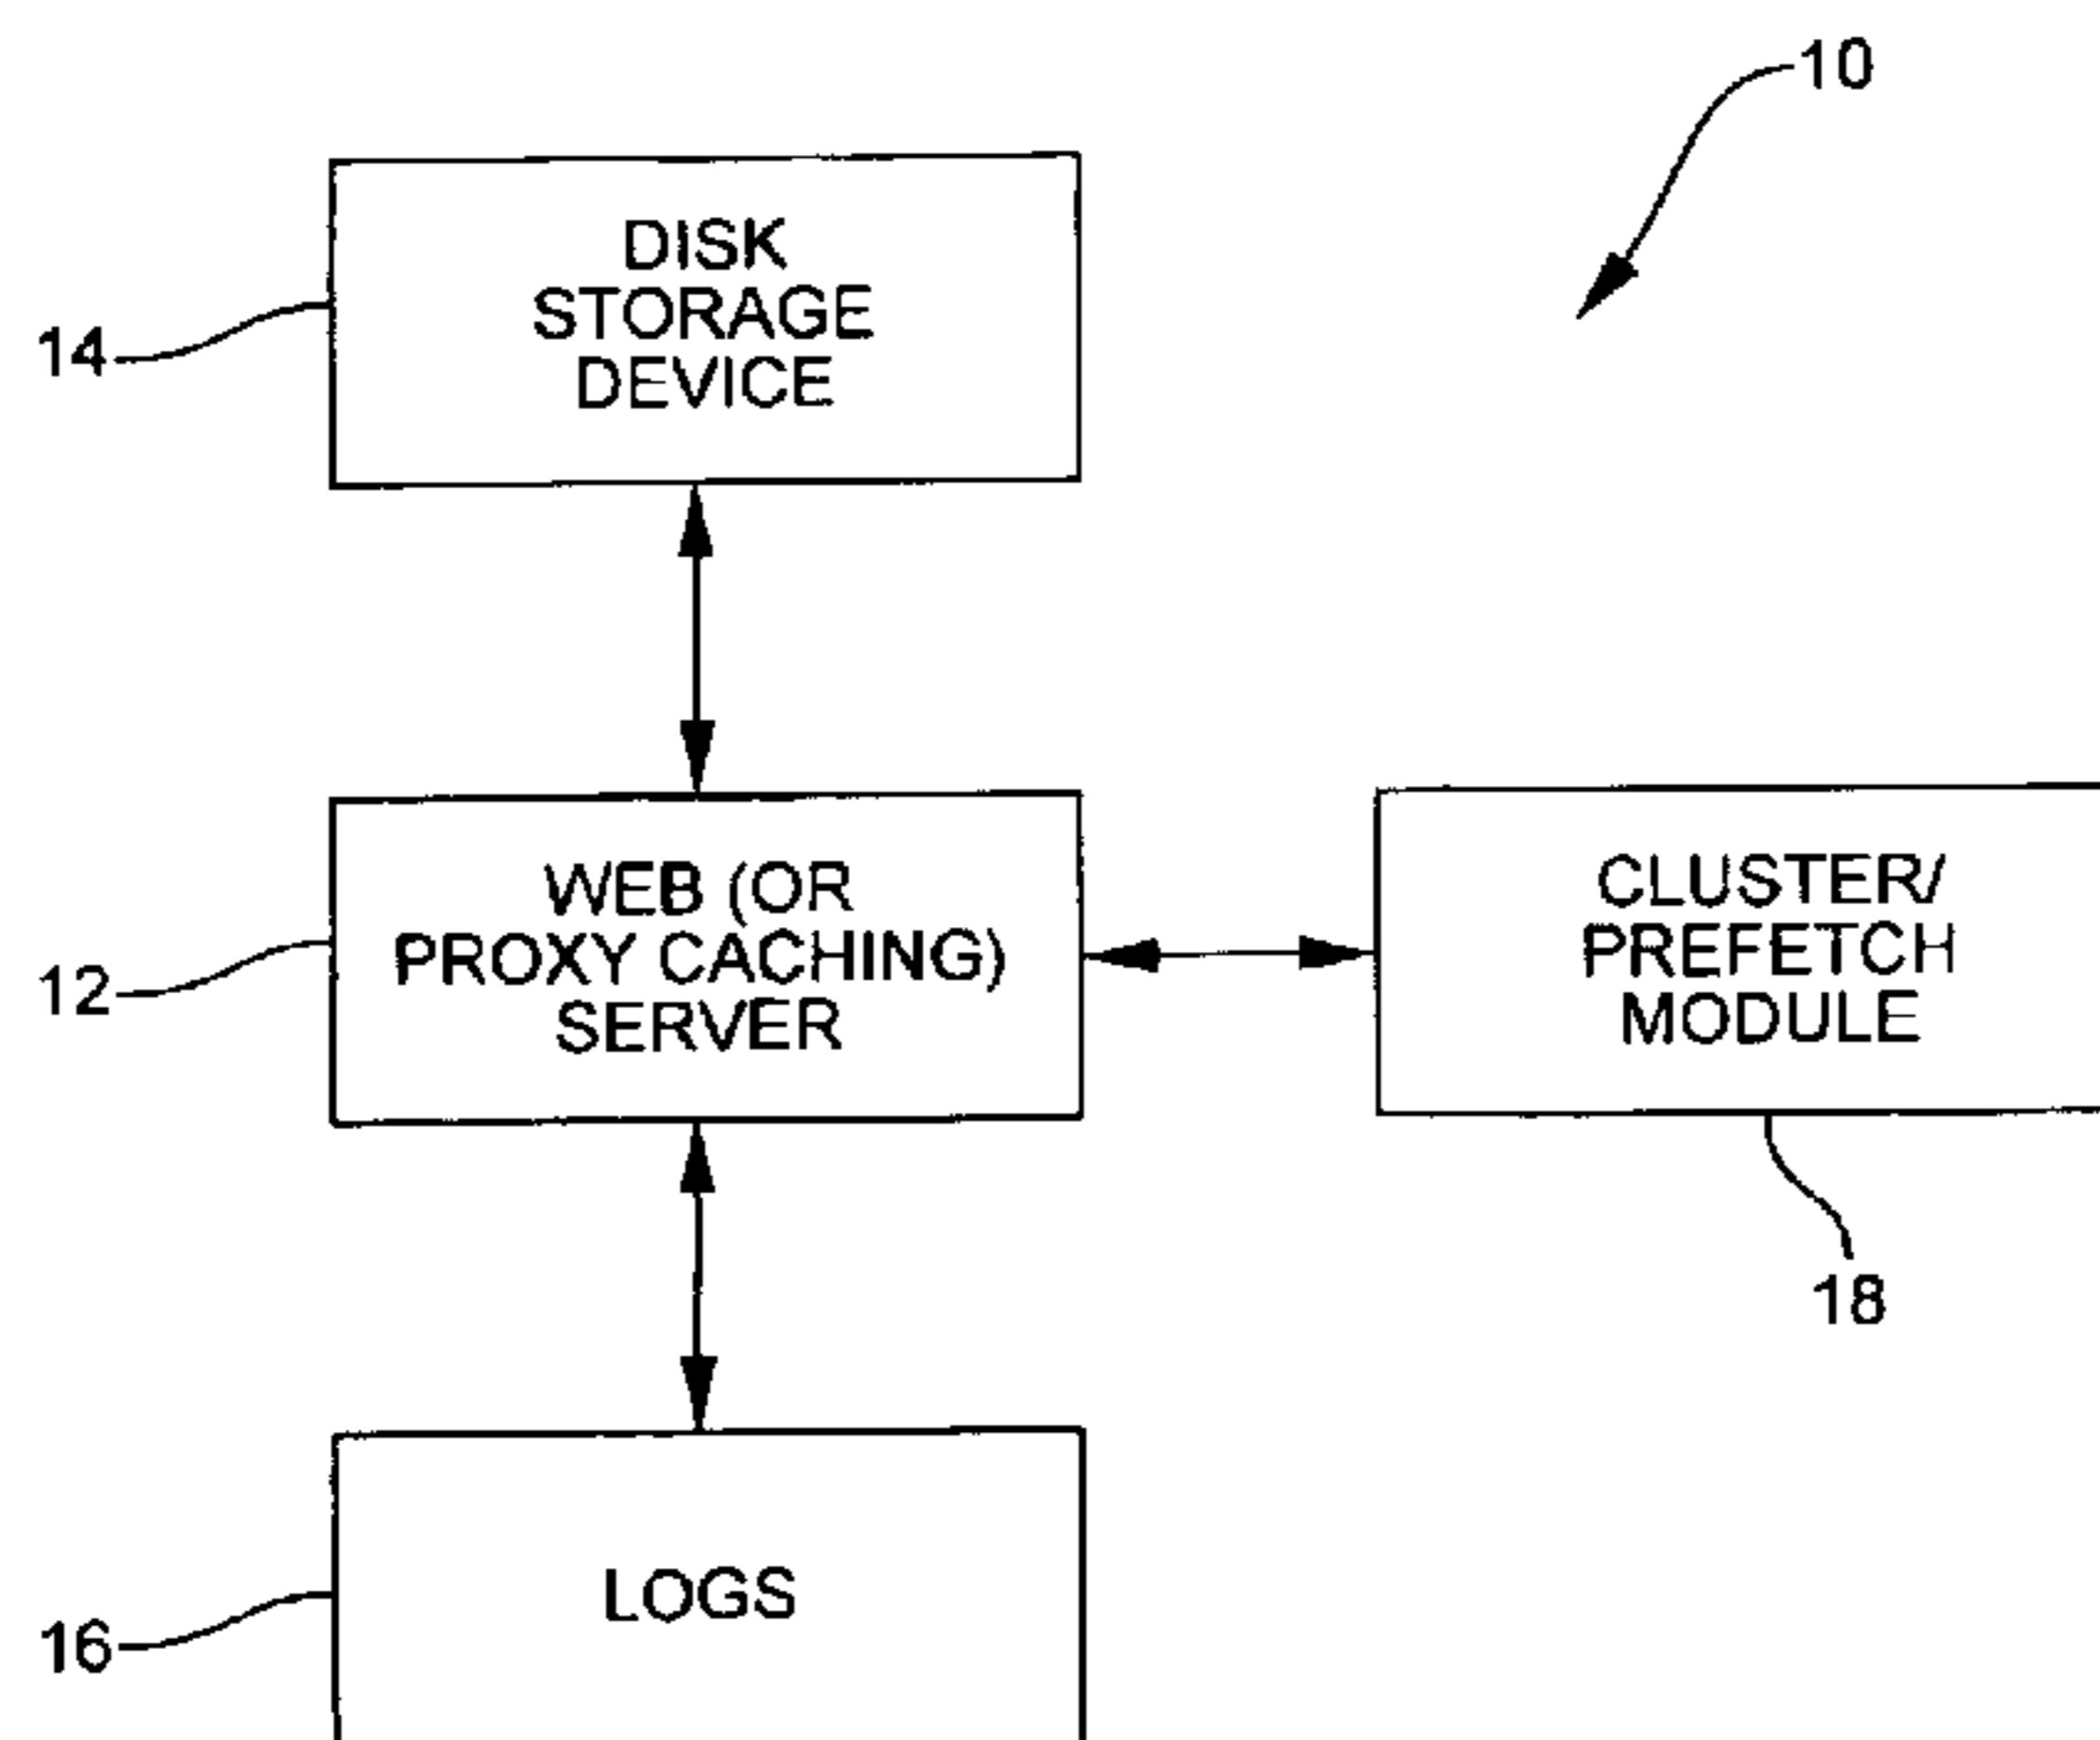 10
DISK
STORAGE
DEVICE
14
WEB (OR
PROXY CACHING)
SERVER
12
CLUSTER/
PREFETCH
MODULE
18
LOGS
16